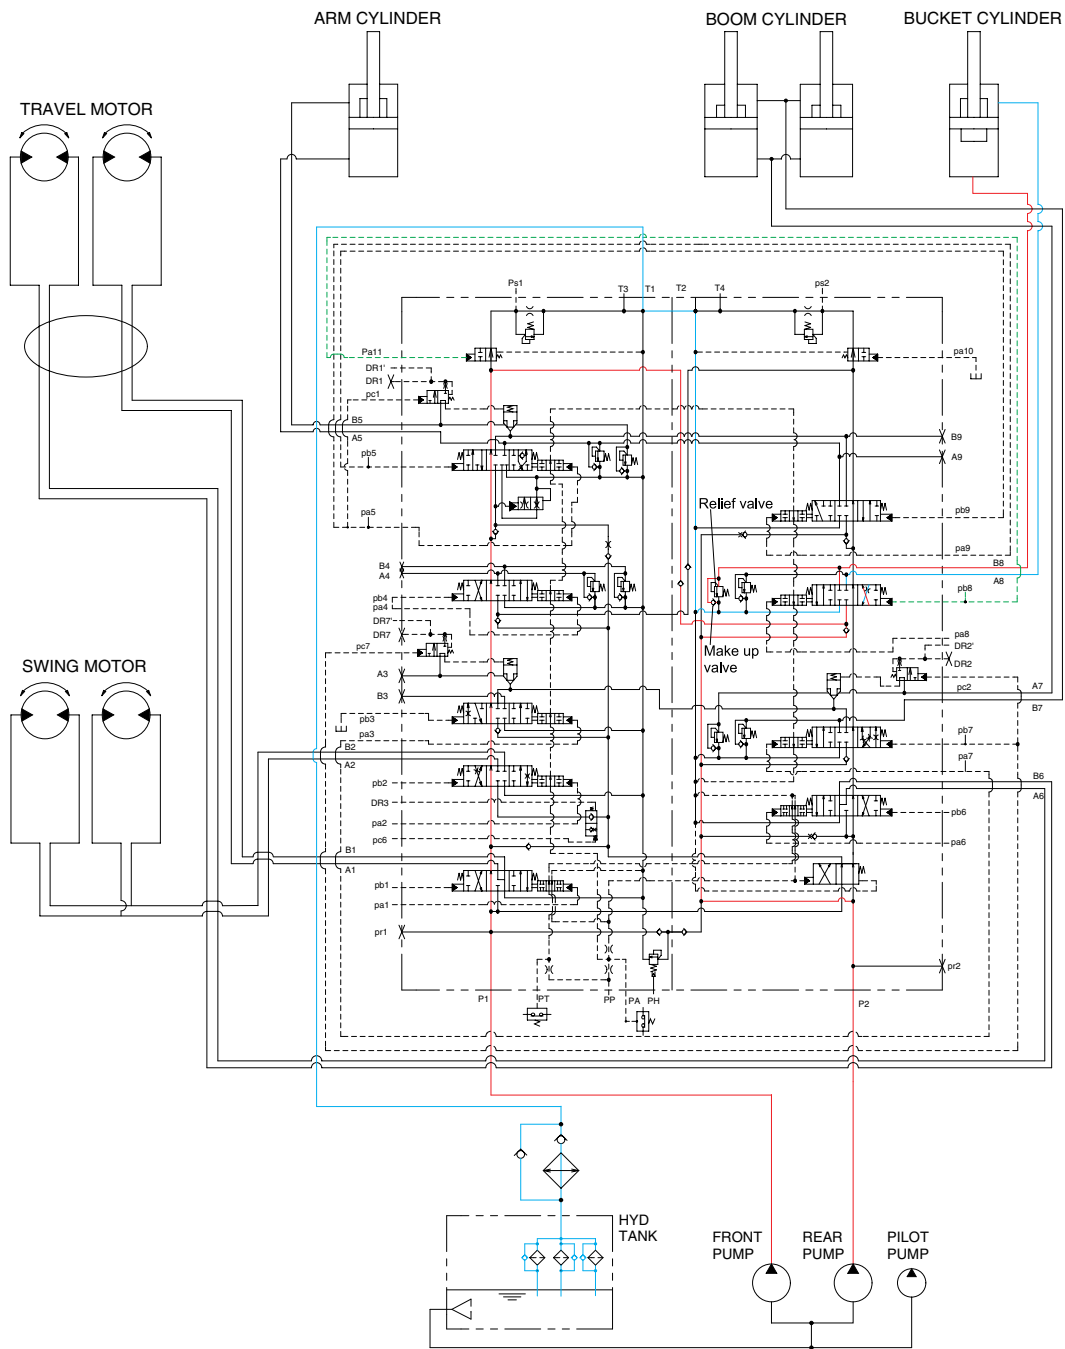 ARM CYLINDER
BOOM CYLINDER
BUCKET CYLINDER
TRAVEL MOTOR
Ps1
T3
T1
T2
T4
ps2
Pa11
pa10
DR1'
DR1
pc1
B5
A5
B9
A9
pb5
Relief valve
pa5
pb9
pa9
B4
A4
B8
A8
pb4
pa4
pb8
DR7'
DR7
pc7
Make up
valve
pa8
DR2'
DR2
SWING MOTOR
A3
B3
pc2
A7
B7
pb3
pa3
pb7
B2
A2
pa7
pb2
B6
A6
DR3
pa2
pb6
pc6
pa6
B1
A1
pb1
pa1
pr1
pr2
P1
PT
PP
PA
PH
P2
HYD
TANK
FRONT
PUMP
REAR
PUMP
PILOT
PUMP